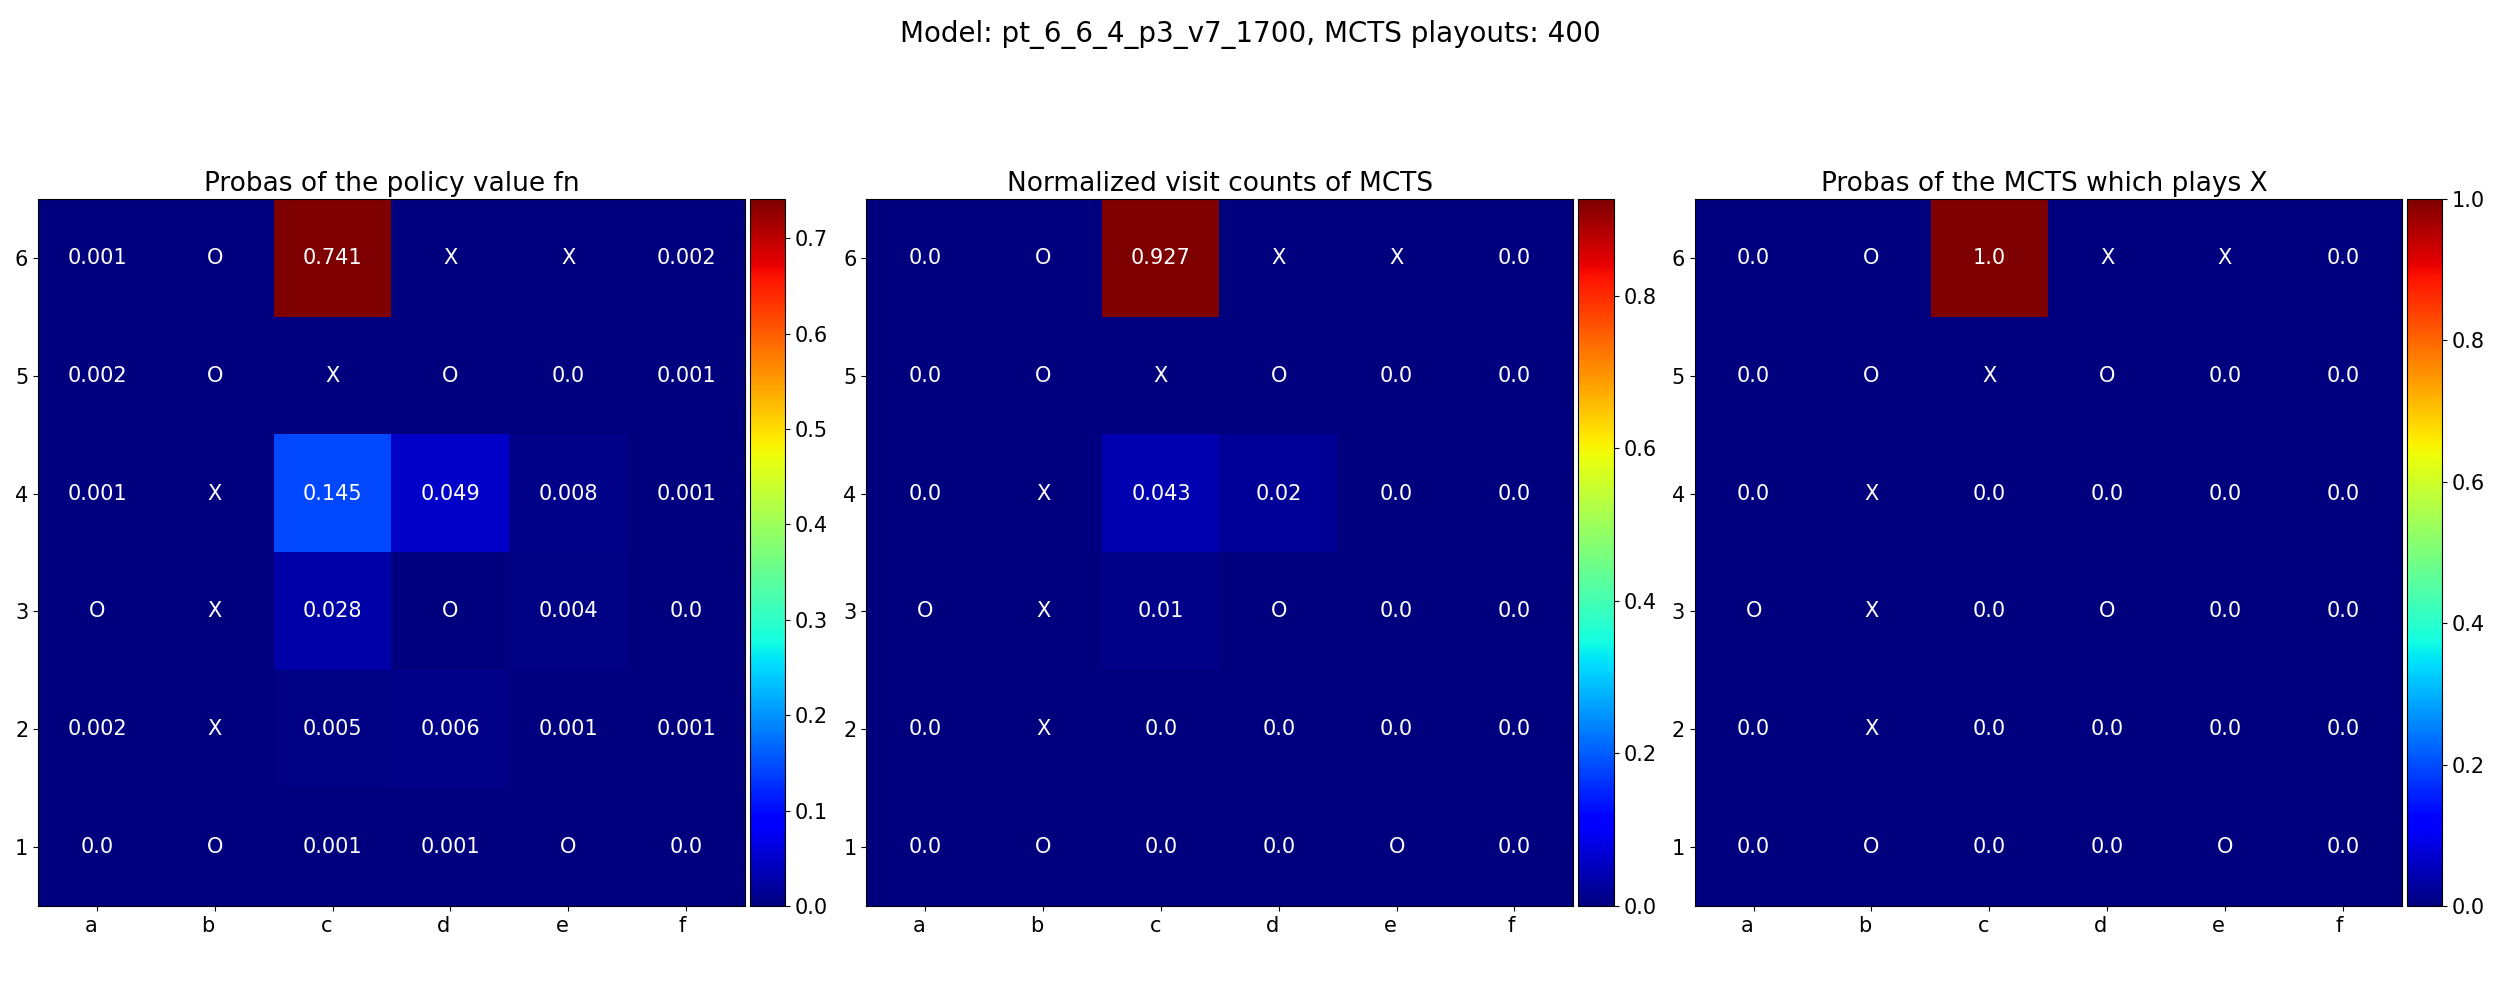 Model: pt_6_6_4_p3_v7_1700, MCTS playouts: 400
Probas of the policy value fn
6 0.001 O 0.741 X X 0.002
5 0.002 O X O 0.0 0.001
4 0.001 X 0.145 0.049 0.008 0.001
3 O X 0.028 O 0.004 0.0
2 0.002 X 0.005 0.006 0.001 0.001
1 0.0 O 0.001 0.001 O 0.0
a b c d e f
0.7
0.6
0.5
0.4
0.3
0.2
0.1
0.0
Normalized visit counts of MCTS
6 0.0 O 0.927 X X 0.0
5 0.0 O X O 0.0 0.0
4 0.0 X 0.043 0.02 0.0 0.0
3 O X 0.01 O 0.0 0.0
2 0.0 X 0.0 0.0 0.0 0.0
1 0.0 O 0.0 0.0 O 0.0
a b c d e f
0.8
0.6
0.4
0.2
0.0
Probas of the MCTS which plays X
6 0.0 O 1.0 X X 0.0
5 0.0 O X O 0.0 0.0
4 0.0 X 0.0 0.0 0.0 0.0
3 O X 0.0 O 0.0 0.0
2 0.0 X 0.0 0.0 0.0 0.0
1 0.0 O 0.0 0.0 O 0.0
a b c d e f
1.0
0.8
0.6
0.4
0.2
0.0